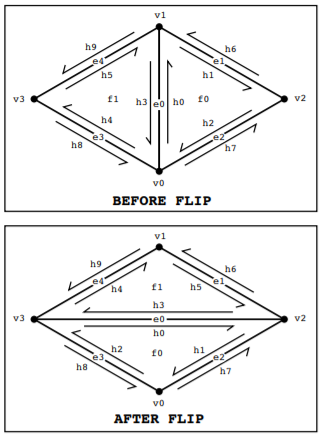 v1
h9
h6
e4
e1
h5
h1
v3
f1
h3
e0
h0
f0
v2
h4
h2
e3
e2
h8
h7
v0
BEFORE FLIP
v1
h9
h6
e4
e1
f1
h4
h5
h3
v3
e0
v2
h0
h2
f0
h1
e3
e2
h8
h7
v0
AFTER FLIP